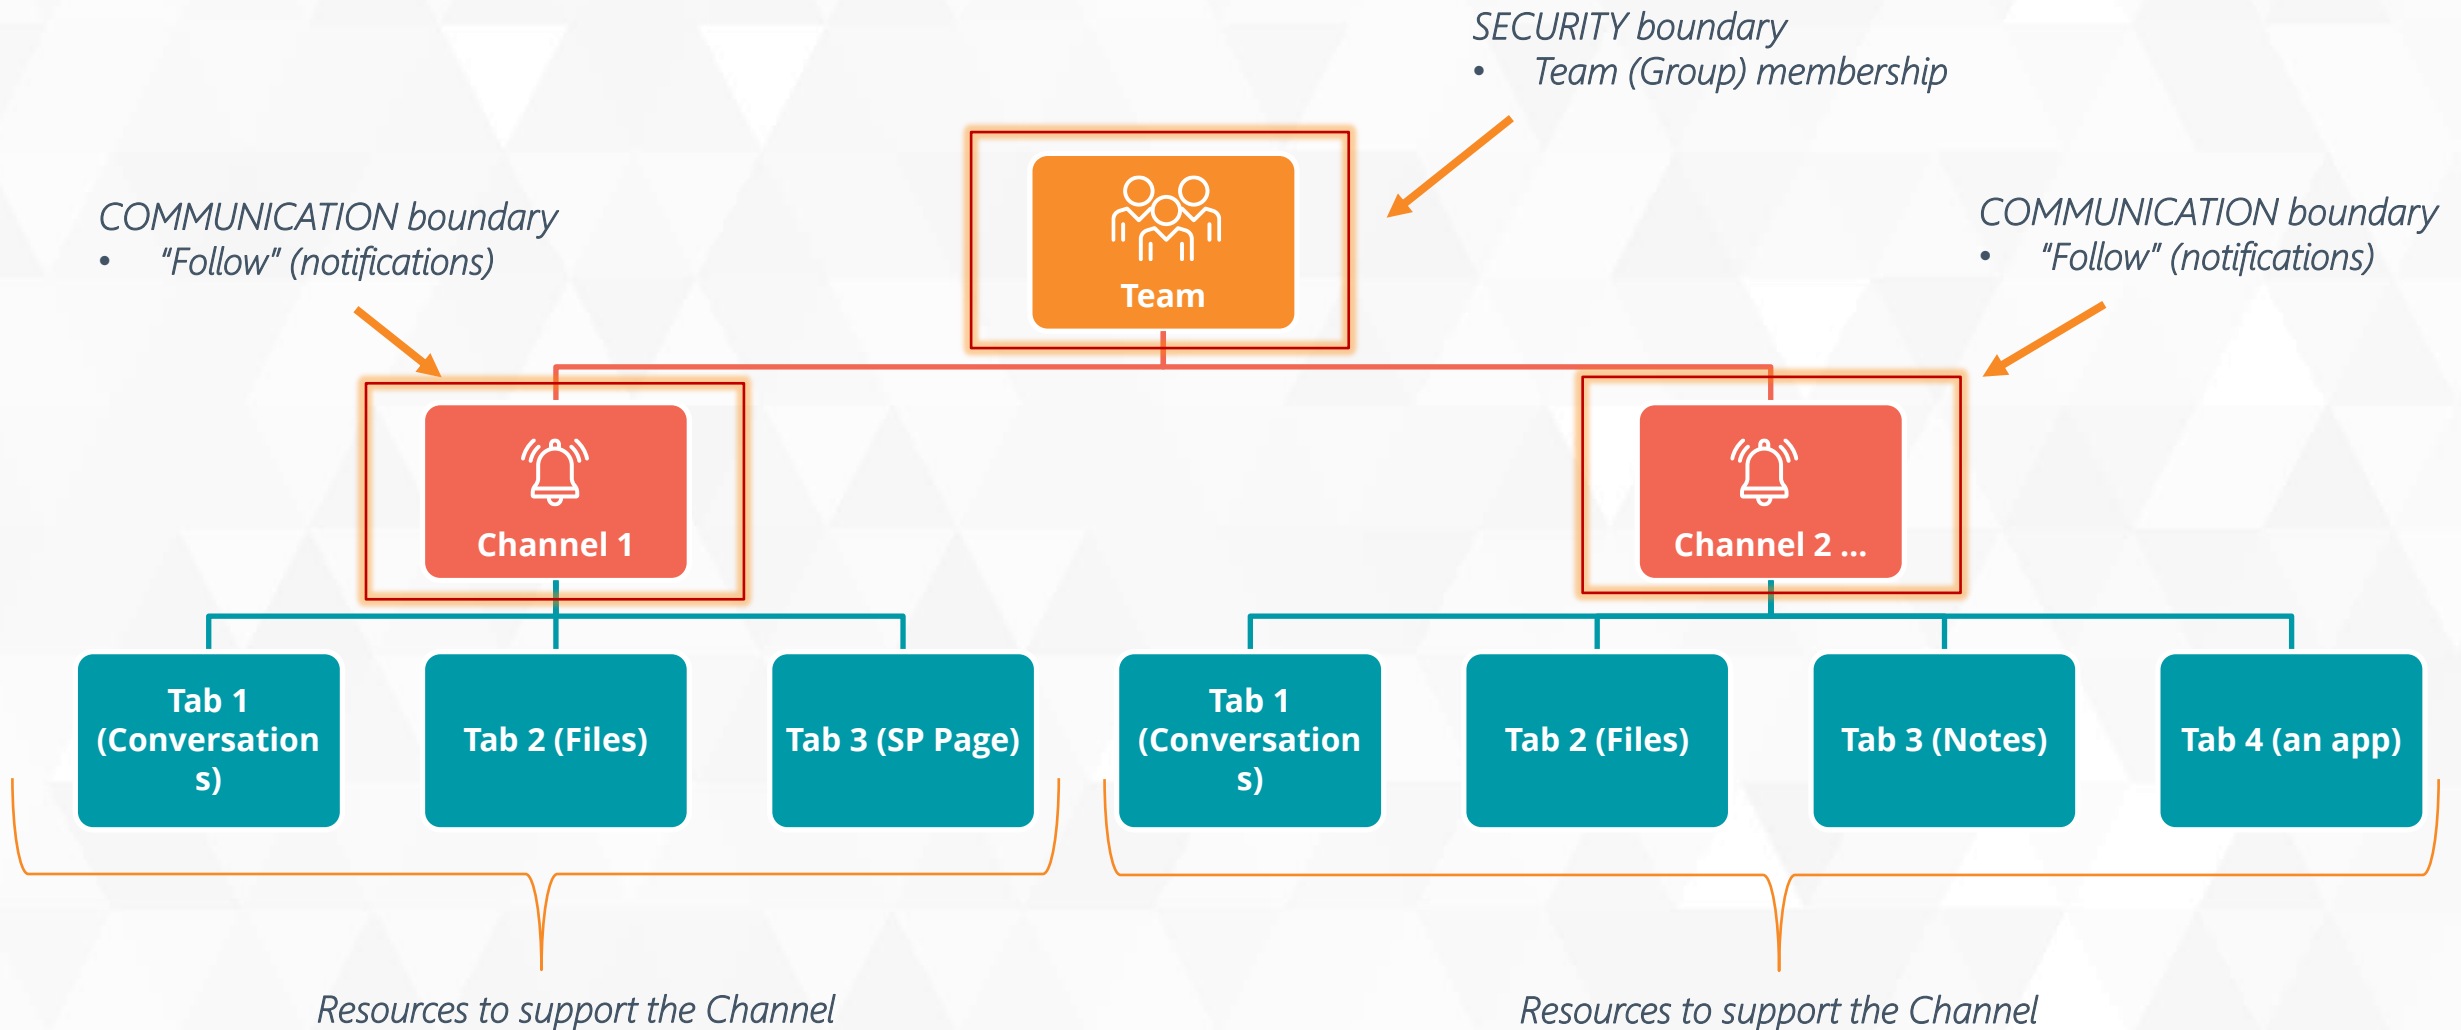 SECURITY boundary
• Team (Group) membership
COMMUNICATION boundary
• "Follow" (notifications)
COMMUNICATION boundary
• "Follow" (notifications)
Team
Channel 1
Channel 2 ...
Tab 1
(Conversation
s)
Tab 2 (Files)
Tab 3 (SP Page)
Tab 1
(Conversation
s)
Tab 2 (Files)
Tab 3 (Notes)
Tab 4 (an app)
Resources to support the Channel
Resources to support the Channel